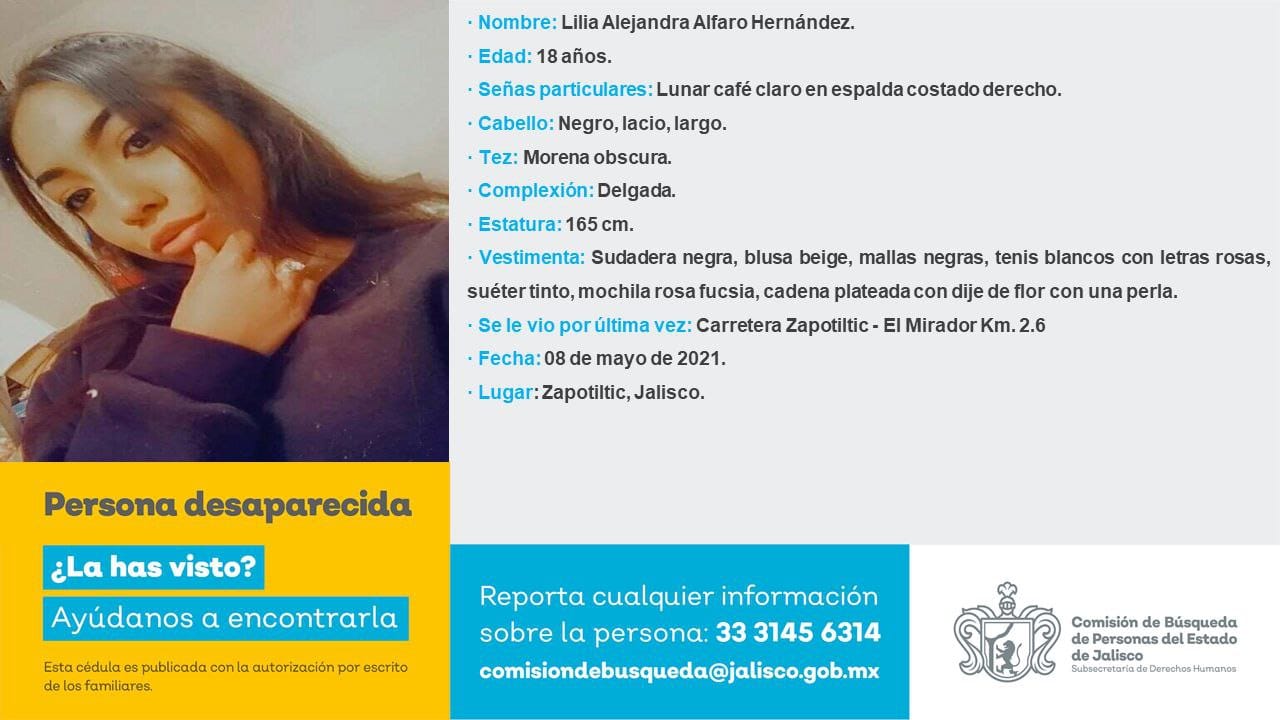 · Nombre: Lilia Alejandra Alfaro Hernández.
· Edad: 18 años.
· Señas particulares: Lunar café claro en espalda costado derecho.
· Cabello: Negro, lacio, largo.
· Tez: Morena obscura.
· Complexión: Delgada.
· Estatura: 165 cm.
· Vestimenta: Sudadera negra, blusa beige, mallas negras, tenis blancos con letras rosas,
suéter tinto, mochila rosa fucsia, cadena plateada con dije de flor con una perla.
· Se le vio por última vez: Carretera Zapotiltic - El Mirador Km. 2.6
· Fecha: 08 de mayo de 2021.
· Lugar: Zapotiltic, Jalisco.
Persona desaparecida
¿La has visto?
Ayúdanos a encontrarla
Esta cédula es publicada con la autorización por escrito
de los familiares.
Reporta cualquier información
sobre la persona: 33 3145 6314
comisiondebusqueda@jalisco.gob.mx
Comisión de Búsqueda
de Personas del Estado
de Jalisco
Subsecretaría de Derechos Humanos